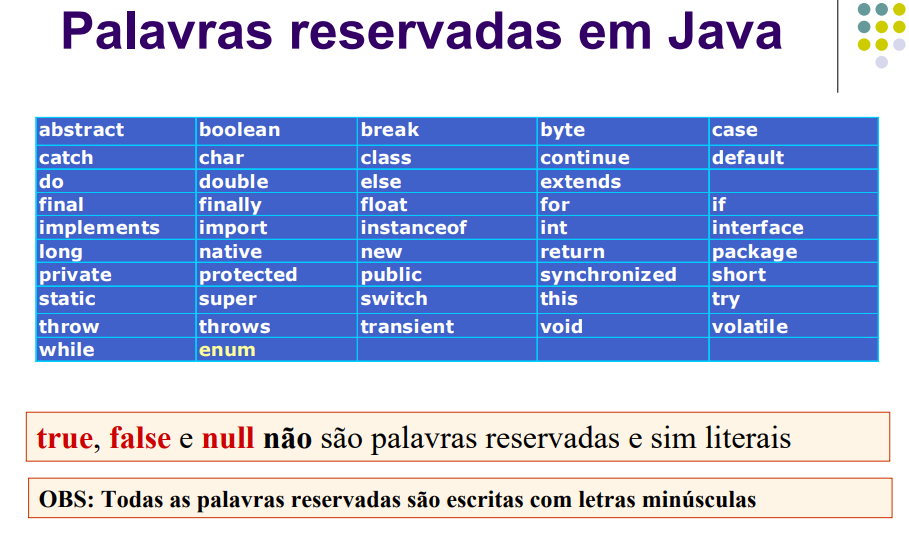 Palavras reservadas em Java
abstract boolean break byte case
catch char class continue default
do double else extends
final finally float for if
implements import instanceof int interface
long native new return package
private protected public synchronized short
static super switch this try
throw throws transient void volatile
while enum
true, false e null não são palavras reservadas e sim literais
OBS: Todas as palavras reservadas são escritas com letras minúsculas